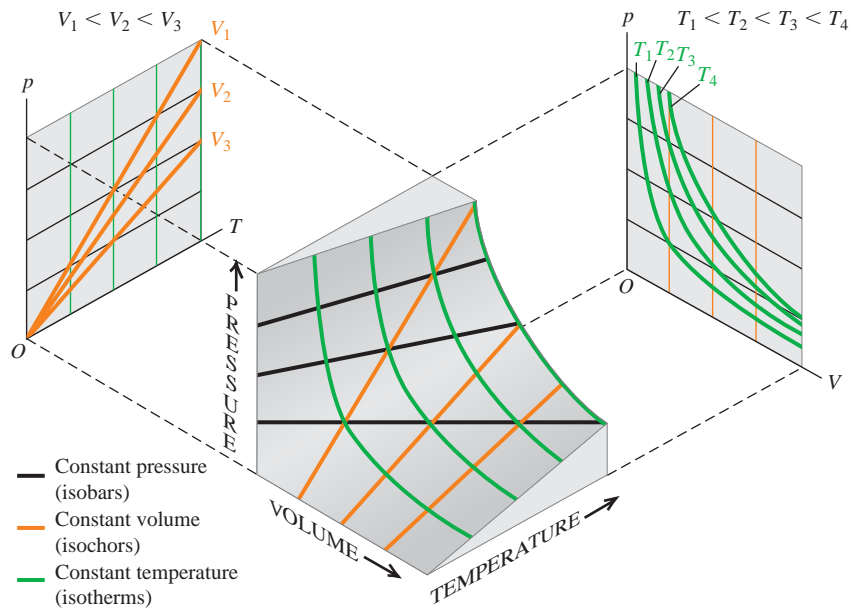 V₁ < V₂ < V₃
V₁
p
V₂
V₃
T
O
T₁ < T₂ < T₃ < T₄
p
T₁ T₂ T₃
T₄
O
V
PRESSURE
VOLUME
TEMPERATURE
Constant pressure
(isobars)
Constant volume
(isochors)
Constant temperature
(isotherms)